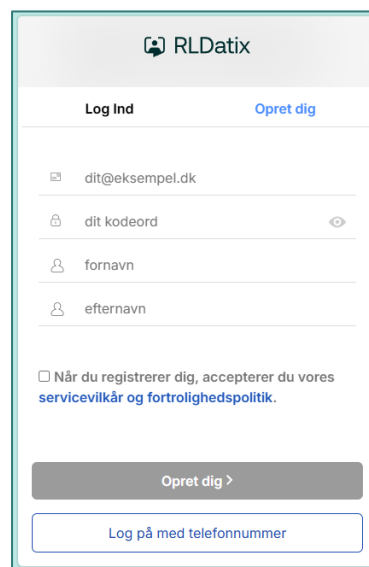 RLDatix
Log Ind Opret dig
dit@eksempel.dk
dit kodeord
fornavn
efternavn
Når du registrerer dig, accepterer du vores
servicevilkår og fortrolighedspolitik.
Opret dig >
Log på med telefonnummer